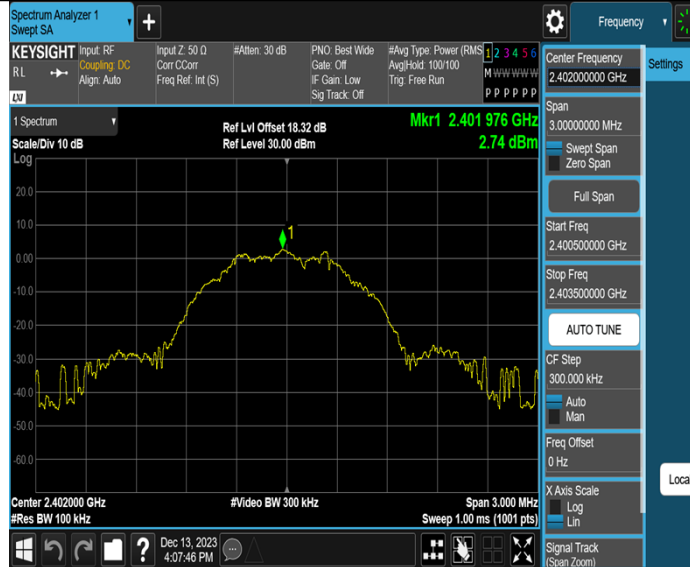 Spectrum Analyzer 1
Swept SA
+
Frequency
KEYSIGHT
RL
LXI
Input: RF
Coupling: DC
Align: Auto
Input Z: 50 Ω
Corr CCorr
Freq Ref: Int (S)
#Atten: 30 dB
PNO: Best Wide
Gate: Off
IF Gain: Low
Sig Track: Off
#Avg Type: Power (RMS
Avg|Hold: 100/100
Trig: Free Run
1 2 3 4 5 6
M W W W W W
P P P P P P
Center Frequency
2.402000000 GHz
Settings
Span
3.00000000 MHz
Swept Span
Zero Span
Full Span
Start Freq
2.400500000 GHz
Stop Freq
2.403500000 GHz
AUTO TUNE
CF Step
300.000 kHz
Auto
Man
Freq Offset
0 Hz
X Axis Scale
Log
Lin
Signal Track
(Span Zoom)
Loca
1 Spectrum
Scale/Div 10 dB
Log
Ref Lvl Offset 18.32 dB
Ref Level 30.00 dBm
Mkr1 2.401 976 GHz
2.74 dBm
1
20.0
10.0
0.00
-10.0
-20.0
-30.0
-40.0
-50.0
-60.0
Center 2.402000 GHz
#Res BW 100 kHz
#Video BW 300 kHz
Span 3.000 MHz
Sweep 1.00 ms (1001 pts)
?
Dec 13, 2023
4:07:46 PM